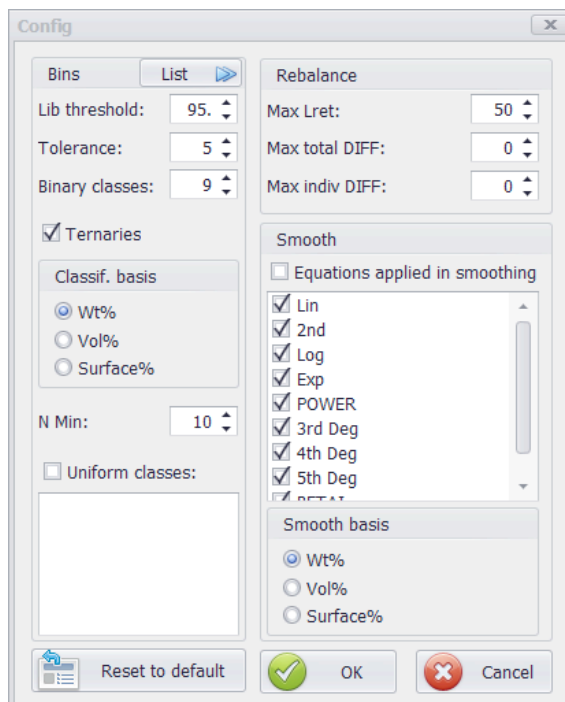 Config
Bins
List
Lib threshold: 95.
Tolerance: 5
Binary classes: 9
Ternaries
Classif. basis
Wt%
Vol%
Surface%
N Min: 10
Uniform classes:
Reset to default
Rebalance
Max Lret: 50
Max total DIFF: 0
Max indiv DIFF: 0
Smooth
Equations applied in smoothing
Lin
2nd
Log
Exp
POWER
3rd Deg
4th Deg
5th Deg
Smooth basis
Wt%
Vol%
Surface%
OK
Cancel